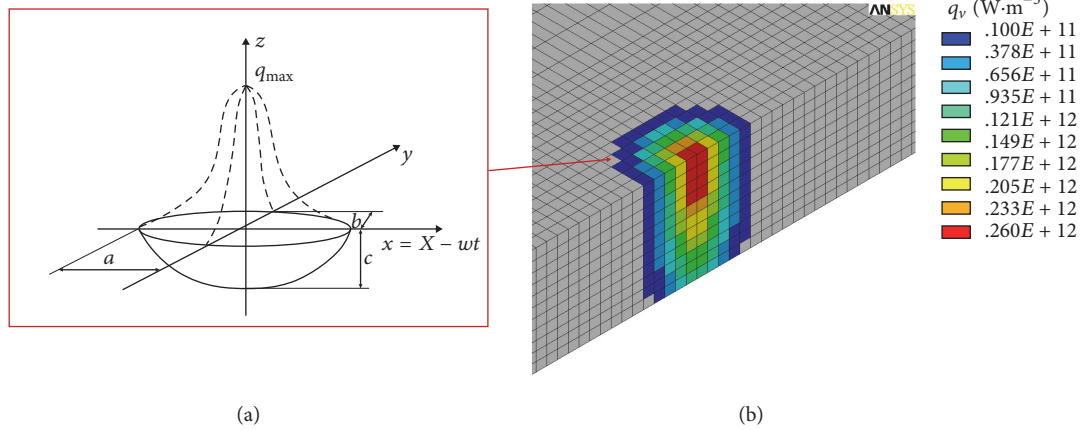 z
q_max
y
b
x = X − wt
a
c
(a)
ANSYS
q_v (W·m⁻³)
.100E + 11
.378E + 11
.656E + 11
.935E + 11
.121E + 12
.149E + 12
.177E + 12
.205E + 12
.233E + 12
.260E + 12
(b)